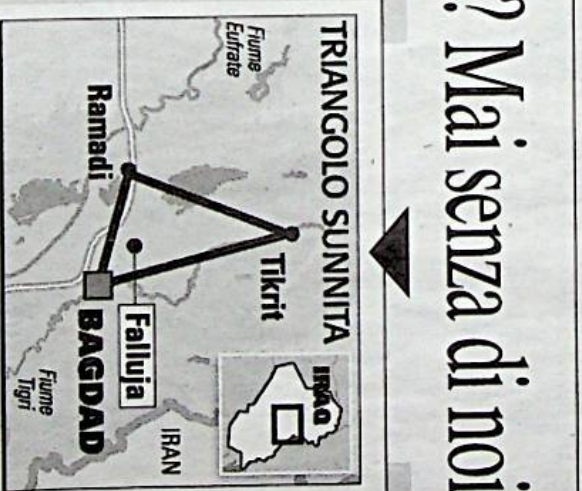 ? Mai senza di noi
TRIANGOLO SUNNITA
IRAQ
Tikrit
Fiume
Eufrate
Ramadi
Falluja
BAGDAD
IRAN
Fiume
Tigri